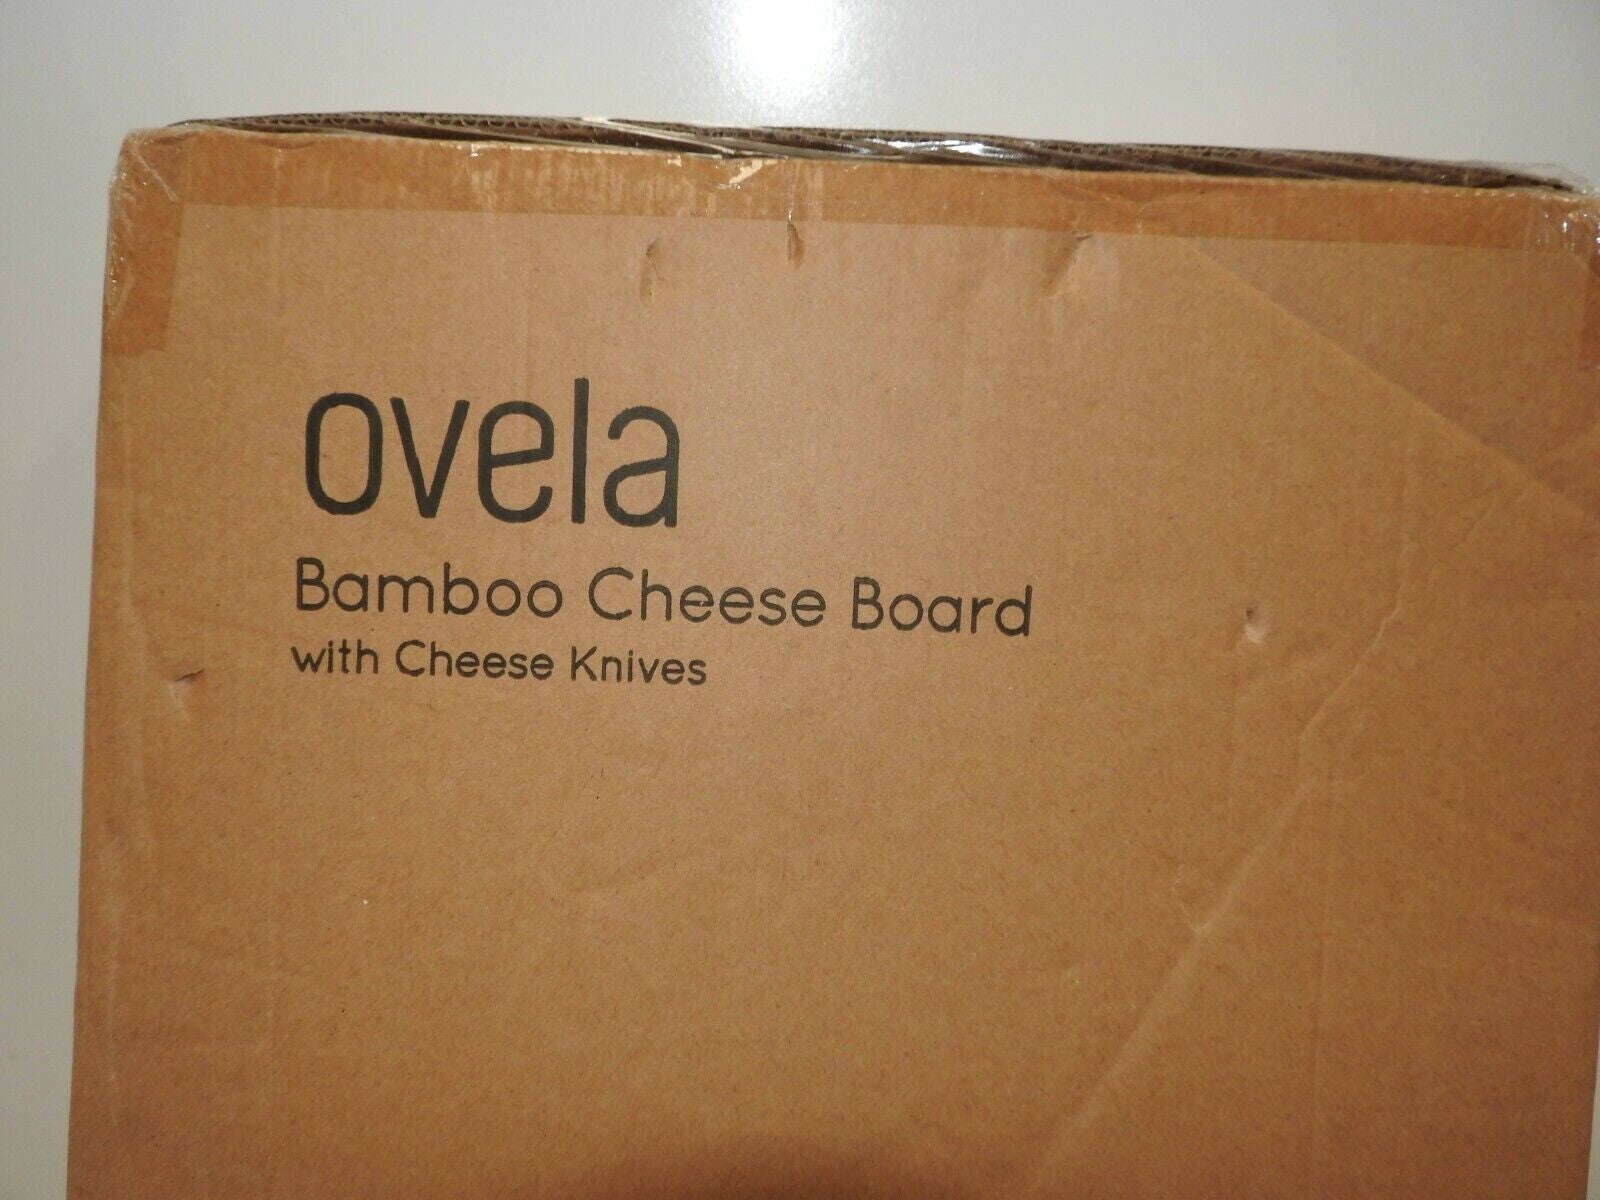 ovela
Bamboo Cheese Board
with Cheese Knives